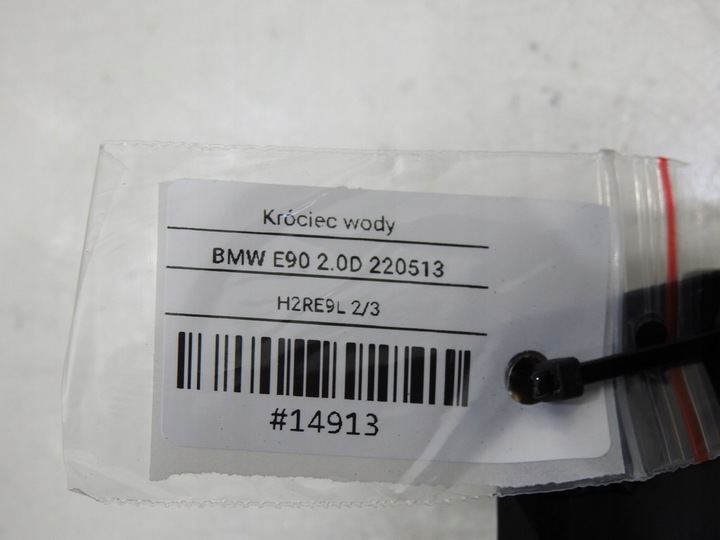 Króciec wody
BMW E90 2.0D 220513
H2RE9L 2/3
#14913